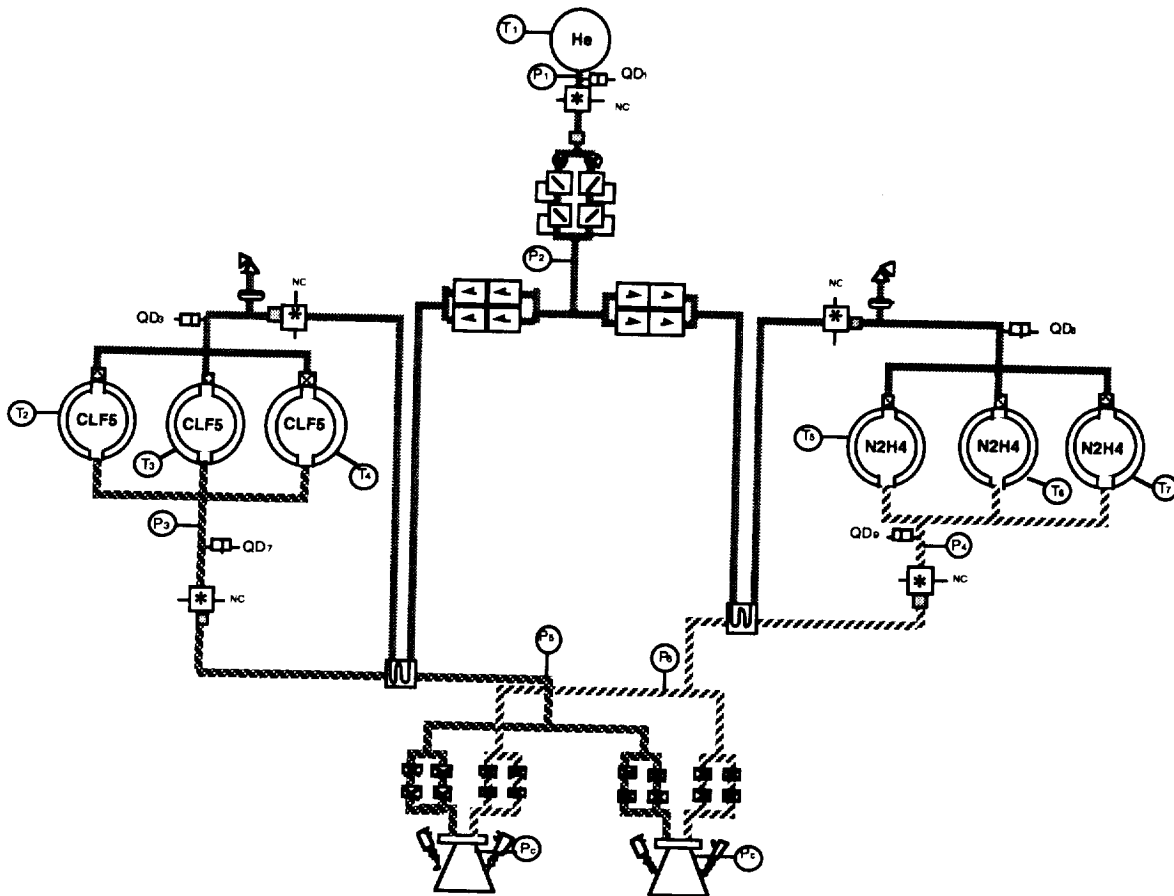 T1
He
P1
QD1
*
NC
P2
NC
NC
*
*
QD3
QD8
T2
CLF5
CLF5
CLF5
T3
T4
T5
N2H4
N2H4
N2H4
T6
T7
P3
QD7
QD9
P4
*
NC
*
NC
P5
P6
Pc
Pc